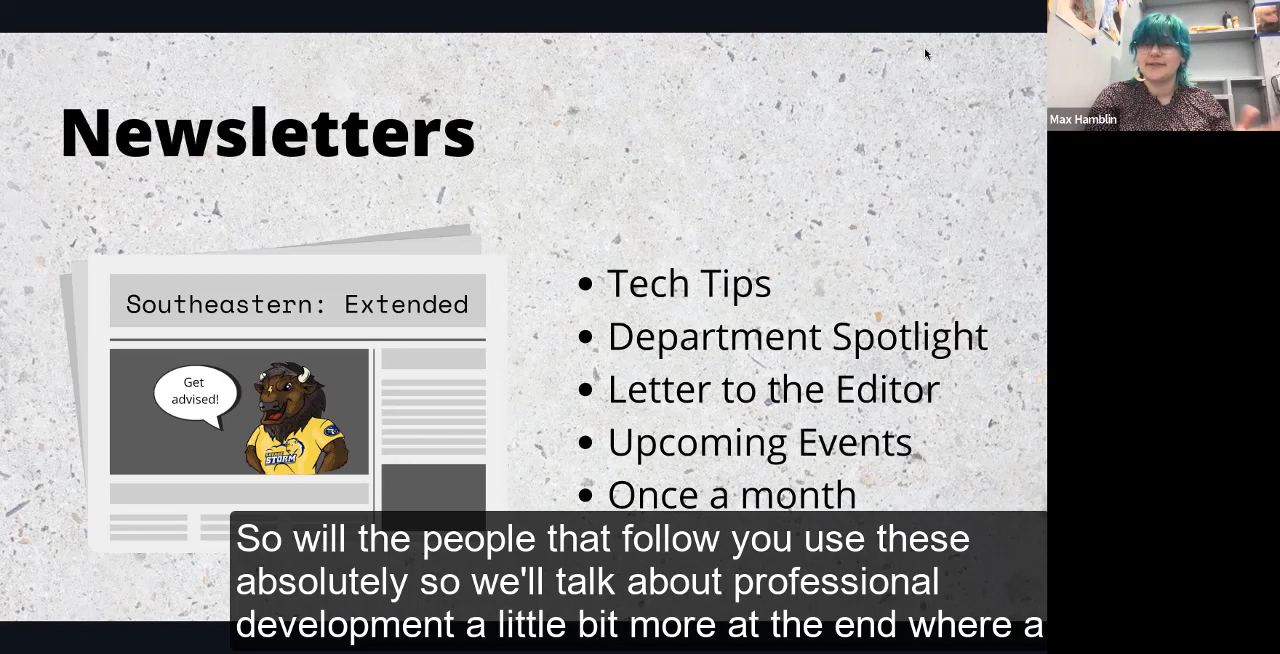 Newsletters
Max Hamblin
Southeastern: Extended
Get
advised!
STORM
• Tech Tips
• Department Spotlight
• Letter to the Editor
• Upcoming Events
• Once a month
So will the people that follow you use these
absolutely so we'll talk about professional
development a little bit more at the end where a